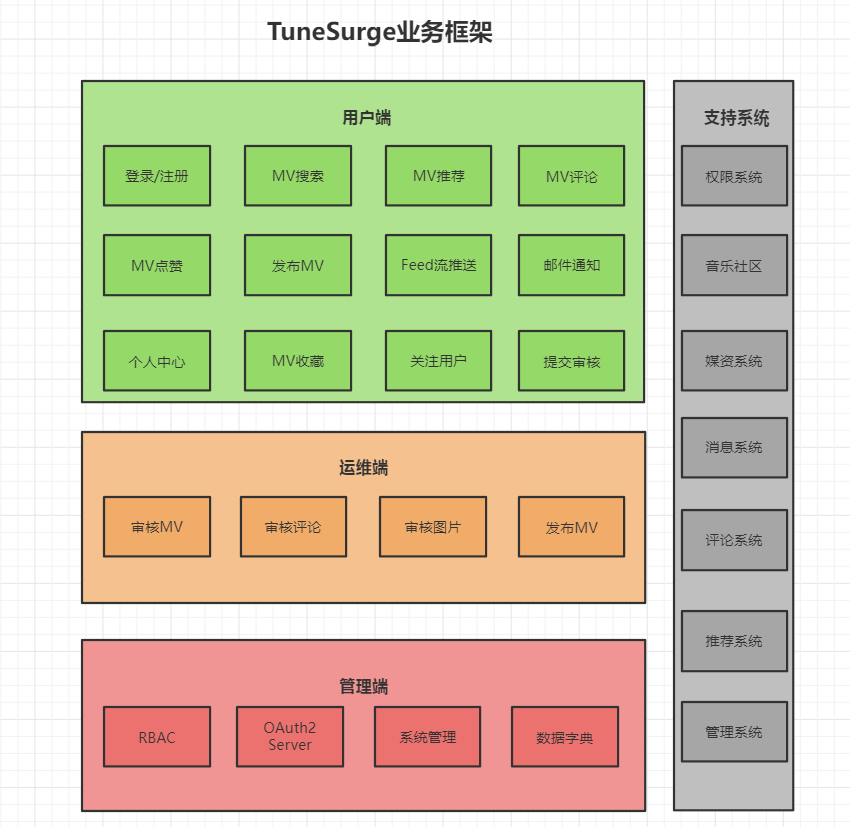 TuneSurge业务框架
用户端
登录/注册
MV搜索
MV推荐
MV评论
MV点赞
发布MV
Feed流推送
邮件通知
个人中心
MV收藏
关注用户
提交审核
运维端
审核MV
审核评论
审核图片
发布MV
管理端
RBAC
OAuth2
Server
系统管理
数据字典
支持系统
权限系统
音乐社区
媒资系统
消息系统
评论系统
推荐系统
管理系统